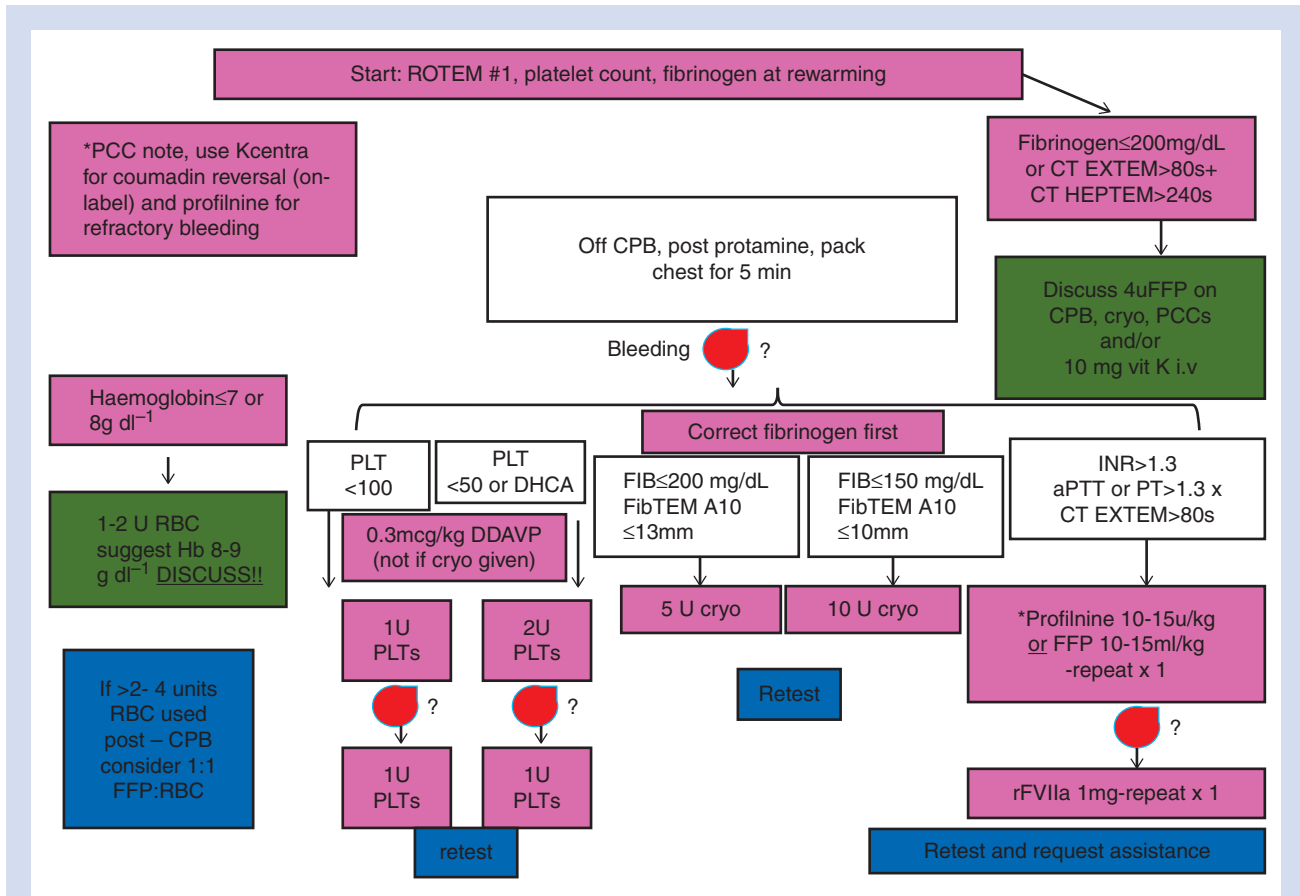 Start: ROTEM #1, platelet count, fibrinogen at rewarming
*PCC note, use Kcentra
for coumadin reversal (on-
label) and profilnine for
refractory bleeding
Fibrinogen≤200mg/dL
or CT EXTEM>80s+
CT HEPTEM>240s
Off CPB, post protamine, pack
chest for 5 min
Discuss 4uFFP on
CPB, cryo, PCCs
and/or
10 mg vit K i.v
Bleeding ?
Haemoglobin≤7 or
8g dl⁻¹
Correct fibrinogen first
PLT
<100
PLT
<50 or DHCA
FIB≤200 mg/dL
FibTEM A10
≤13mm
FIB≤150 mg/dL
FibTEM A10
≤10mm
INR>1.3
aPTT or PT>1.3 x
CT EXTEM>80s
1-2 U RBC
suggest Hb 8-9
g dl⁻¹ DISCUSS!!
0.3mcg/kg DDAVP
(not if cryo given)
5 U cryo
10 U cryo
1U
PLTs
2U
PLTs
*Profilnine 10-15u/kg
or FFP 10-15ml/kg
-repeat x 1
If >2- 4 units
RBC used
post – CPB
consider 1:1
FFP:RBC
Retest
?
?
?
1U
PLTs
1U
PLTs
rFVIIa 1mg-repeat x 1
retest
Retest and request assistance